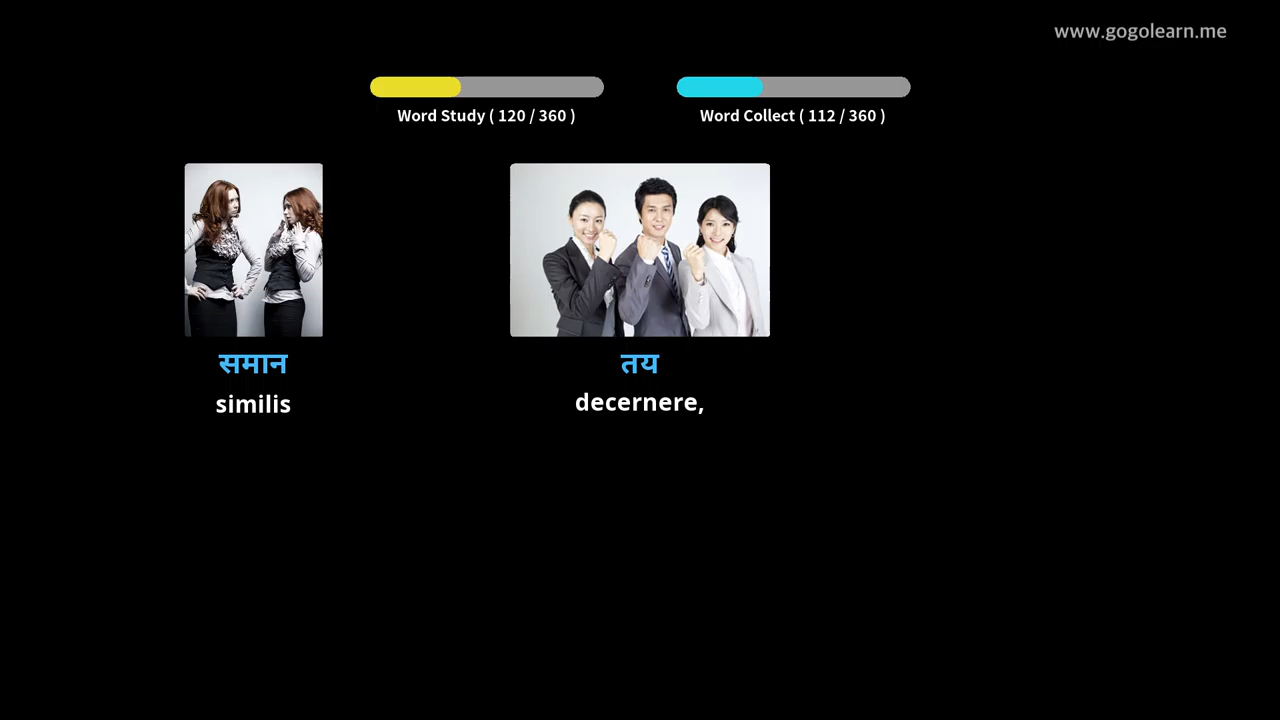 www.gogolearn.me
Word Study ( 120 / 360 )
Word Collect ( 112 / 360 )
समान
तय
similis
decernere,